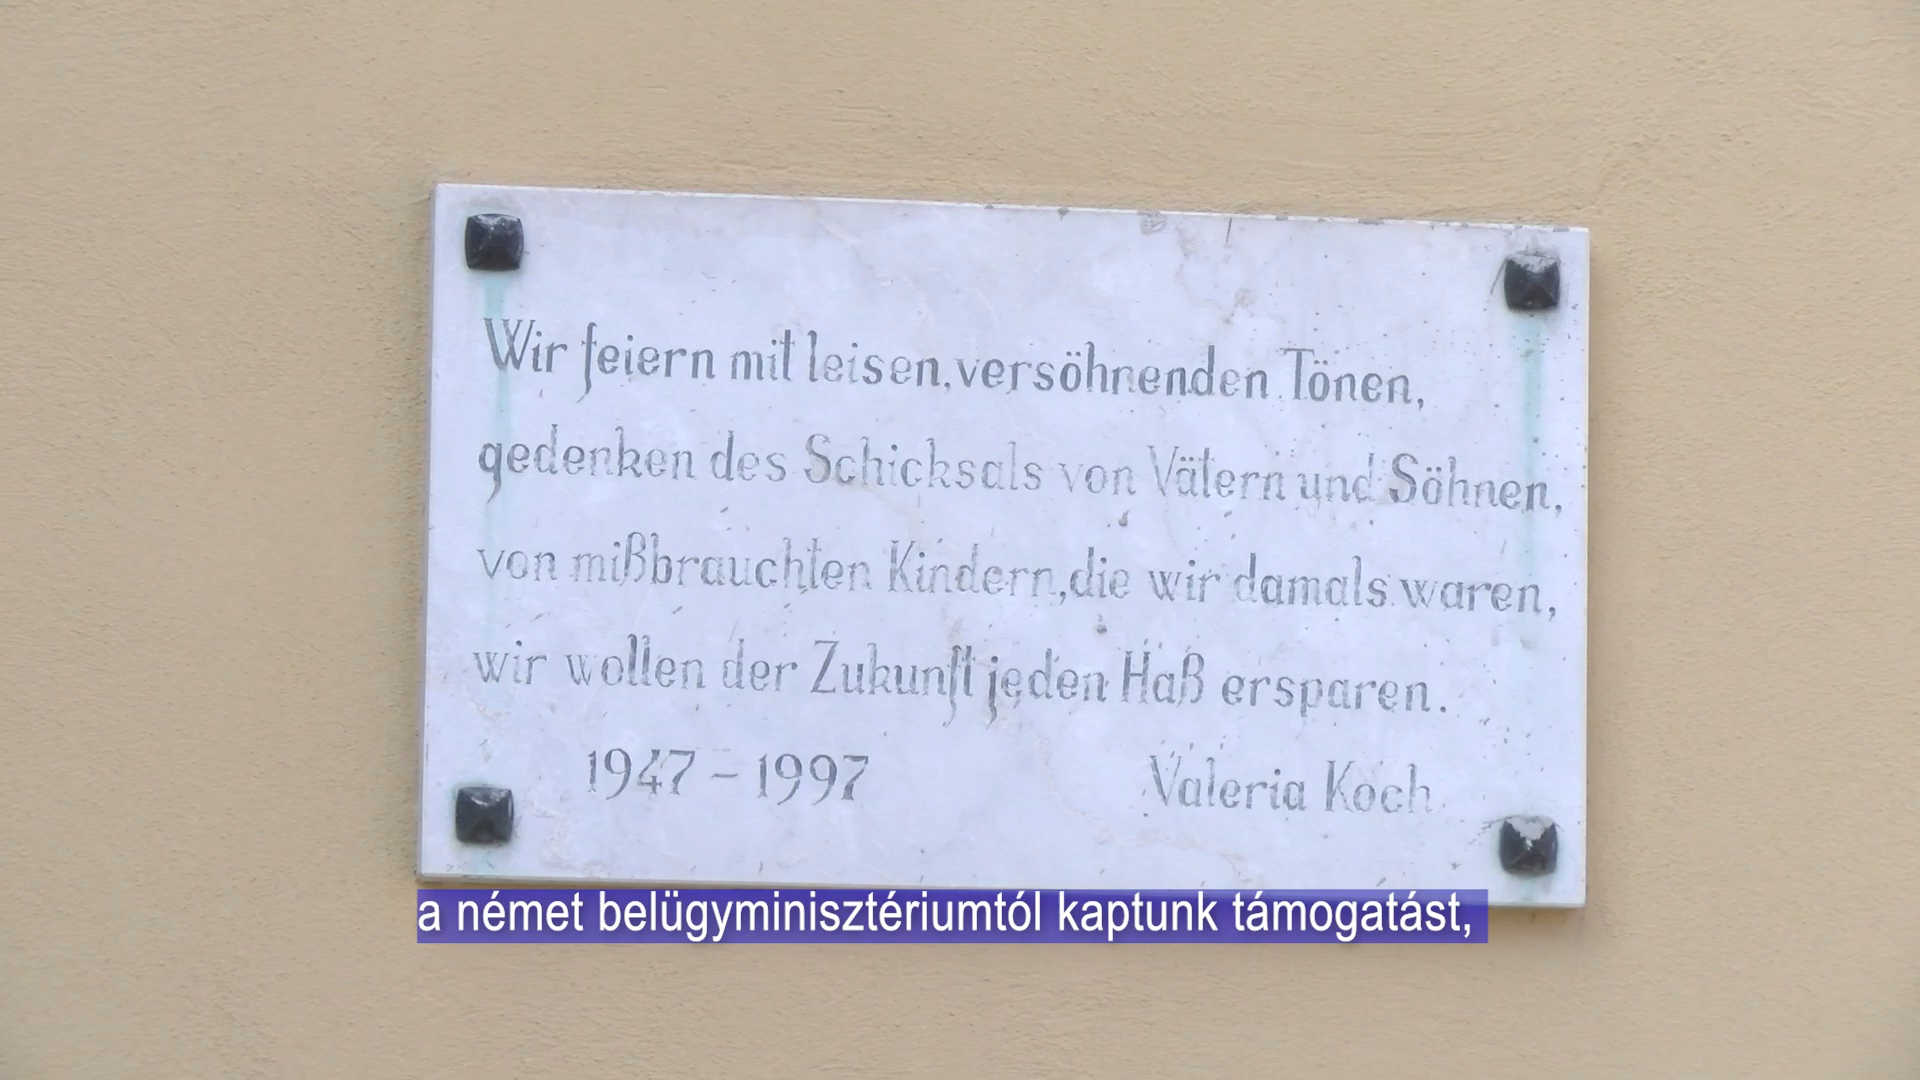 Wir feiern mit leisen, versöhnenden Tönen,
gedenken des Schicksals von Vätern und Söhnen,
von mißbrauchten Kindern, die wir damals waren,
wir wollen der Zukunft jeden Haß ersparen.
1947 – 1997 Valeria Koch
a német belügyminisztériumtól kaptunk támogatást,